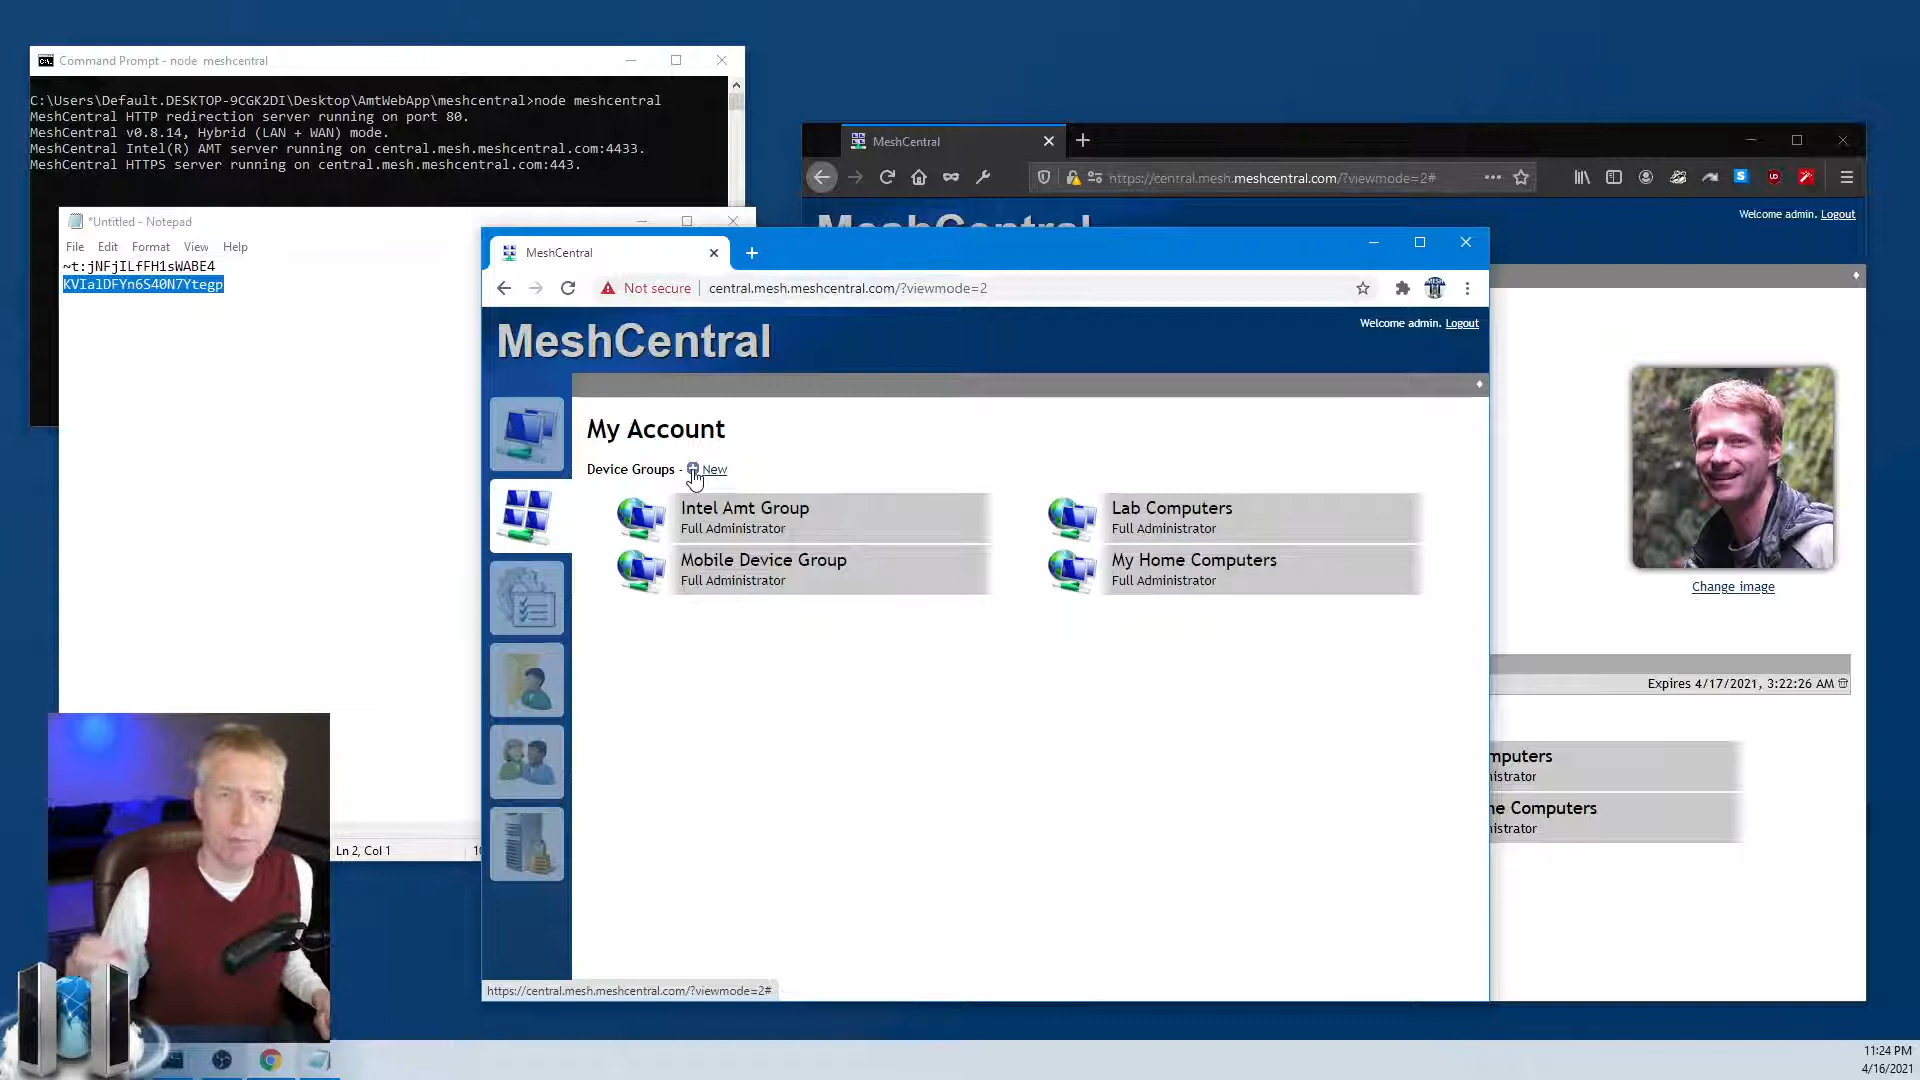 Command Prompt - node meshcentral
C:\Users\Default.DESKTOP-9CGK2DI\Desktop\AmtWebApp\meshcentral>node meshcentral
MeshCentral HTTP redirection server running on port 80.
MeshCentral v0.8.14, Hybrid (LAN + WAN) mode.
MeshCentral Intel(R) AMT server running on central.mesh.meshcentral.com:4433.
MeshCentral HTTPS server running on central.mesh.meshcentral.com:443.
*Untitled - Notepad
File Edit Format View Help
~t:jNFjILfFH1sWABE4
KVIalDFYn6S40N7Ytegp
Ln 2, Col 1
MeshCentral
https://central.mesh.meshcentral.com/?viewmode=2#
MeshCentral
Welcome admin. Logout
MeshCentral
Not secure central.mesh.meshcentral.com/?viewmode=2
MeshCentral
Welcome admin. Logout
My Account
Device Groups - New
Intel Amt Group
Full Administrator
Lab Computers
Full Administrator
Mobile Device Group
Full Administrator
My Home Computers
Full Administrator
https://central.mesh.meshcentral.com/?viewmode=2#
Change image
Expires 4/17/2021, 3:22:26 AM
mputers
istrator
ne Computers
istrator
11:24 PM
4/16/2021